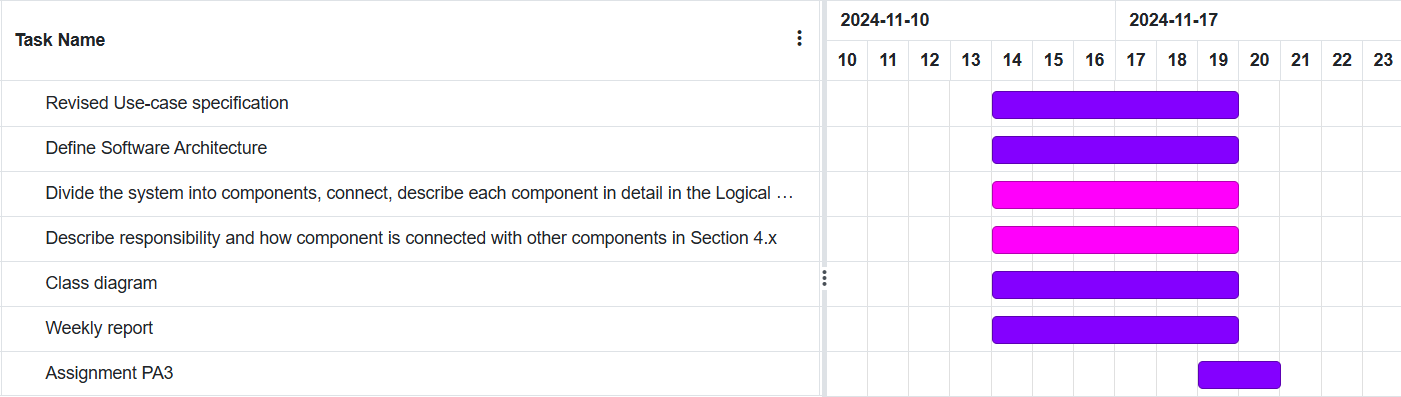 Task Name
2024-11-10 2024-11-17
10 11 12 13 14 15 16 17 18 19 20 21 22 23
Revised Use-case specification
Define Software Architecture
Divide the system into components, connect, describe each component in detail in the Logical ...
Describe responsibility and how component is connected with other components in Section 4.x
Class diagram
Weekly report
Assignment PA3